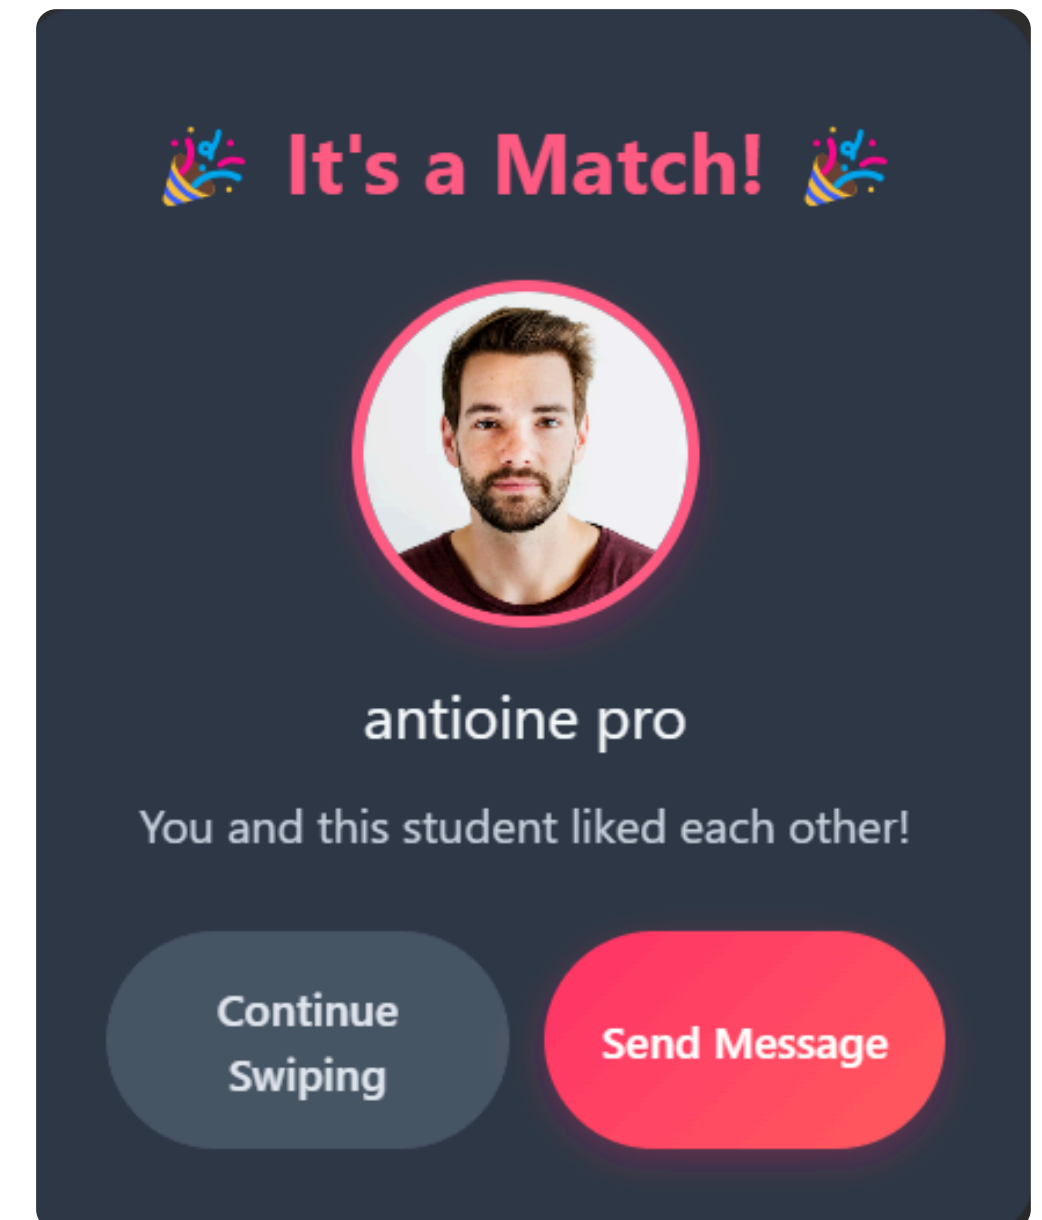 🎉 It's a Match! 🎉
antioine pro
You and this student liked each other!
Continue
Swiping
Send Message